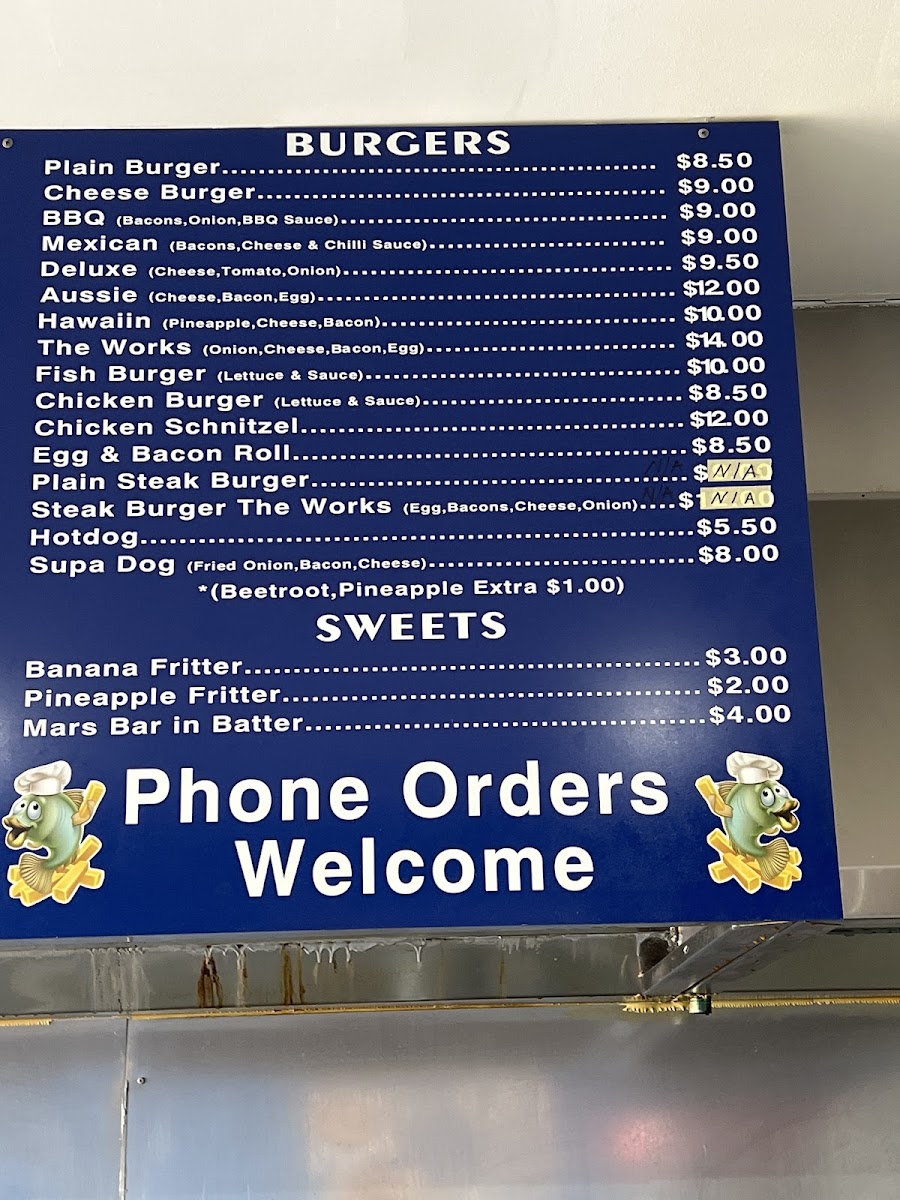 BURGERS
Plain Burger.......... $8.50
Cheese Burger.......... $9.00
BBQ (Bacons,Onion,BBQ Sauce).......... $9.00
Mexican (Bacons,Cheese & Chilli Sauce).......... $9.00
Deluxe (Cheese,Tomato,Onion).......... $9.50
Aussie (Cheese,Bacon,Egg).......... $12.00
Hawaiin (Pineapple,Cheese,Bacon).......... $10.00
The Works (Onion,Cheese,Bacon,Egg).......... $14.00
Fish Burger (Lettuce & Sauce).......... $10.00
Chicken Burger (Lettuce & Sauce).......... $8.50
Chicken Schnitzel.......... $12.00
Egg & Bacon Roll.......... $8.50
Plain Steak Burger.......... N/A $ N/A
Steak Burger The Works (Egg,Bacons,Cheese,Onion).... N/A $1 N/A 0
Hotdog.......... $5.50
Supa Dog (Fried Onion,Bacon,Cheese).......... $8.00
*(Beetroot,Pineapple Extra $1.00)
SWEETS
Banana Fritter.......... $3.00
Pineapple Fritter.......... $2.00
Mars Bar in Batter.......... $4.00
Phone Orders
Welcome